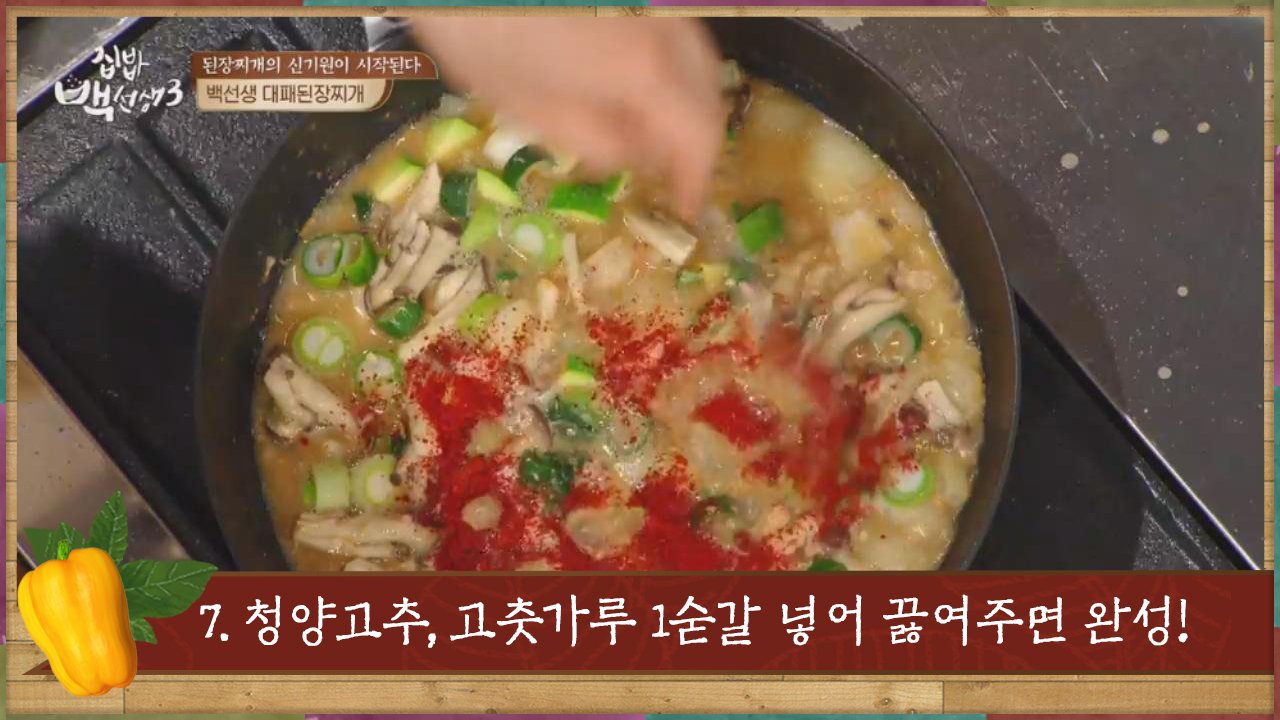 집밥
백선생3
된장찌개의 신기원이 시작된다
백선생 대패된장찌개
7. 청양고추, 고춧가루 1숟갈 넣어 끓여주면 완성!